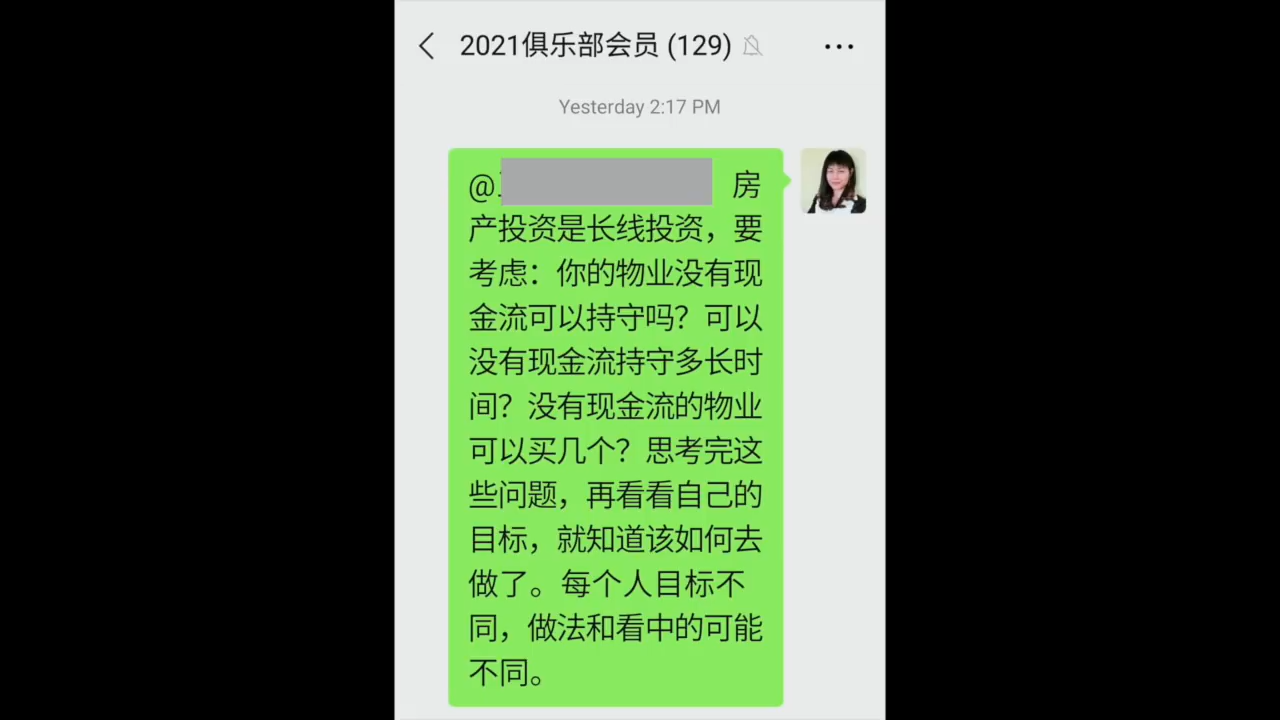 2021俱乐部会员 (129)
Yesterday 2:17 PM
@ 房
产投资是长线投资，要
考虑：你的物业没有现
金流可以持守吗？可以
没有现金流持守多长时
间？没有现金流的物业
可以买几个？思考完这
些问题，再看看自己的
目标，就知道该如何去
做了。每个人目标不
同，做法和看中的可能
不同。